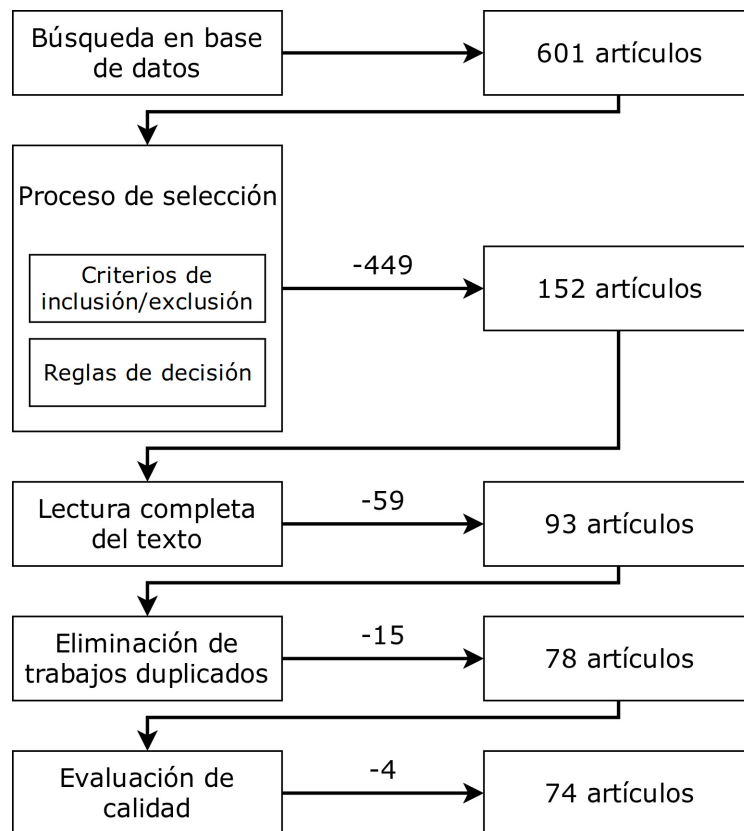 Búsqueda en base
de datos
601 artículos
Proceso de selección
Criterios de
inclusión/exclusión
Reglas de decisión
-449
152 artículos
Lectura completa
del texto
-59
93 artículos
Eliminación de
trabajos duplicados
-15
78 artículos
Evaluación de
calidad
-4
74 artículos